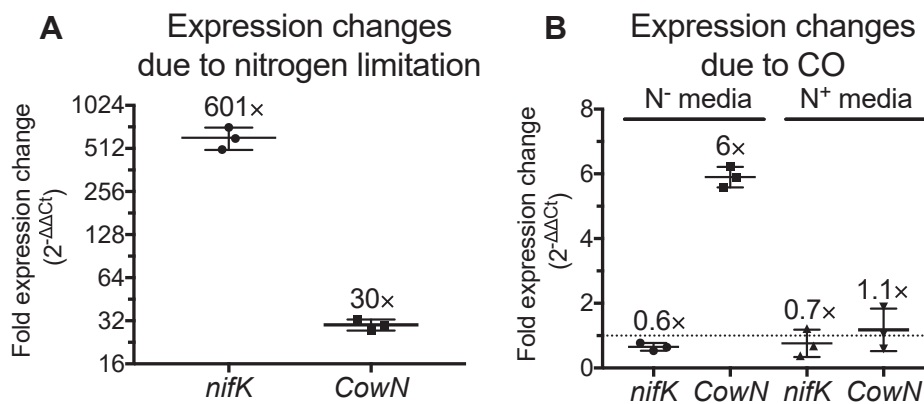 A
Expression changes
due to nitrogen limitation
Fold expression change
(2-ΔΔCt)
1024
512
256
128
64
32
16
601×
30×
nifK
CowN
B
Expression changes
due to CO
N- media
N+ media
Fold expression change
(2-ΔΔCt)
8
6
4
2
0
0.6×
6×
0.7×
1.1×
nifK
CowN
nifK
CowN